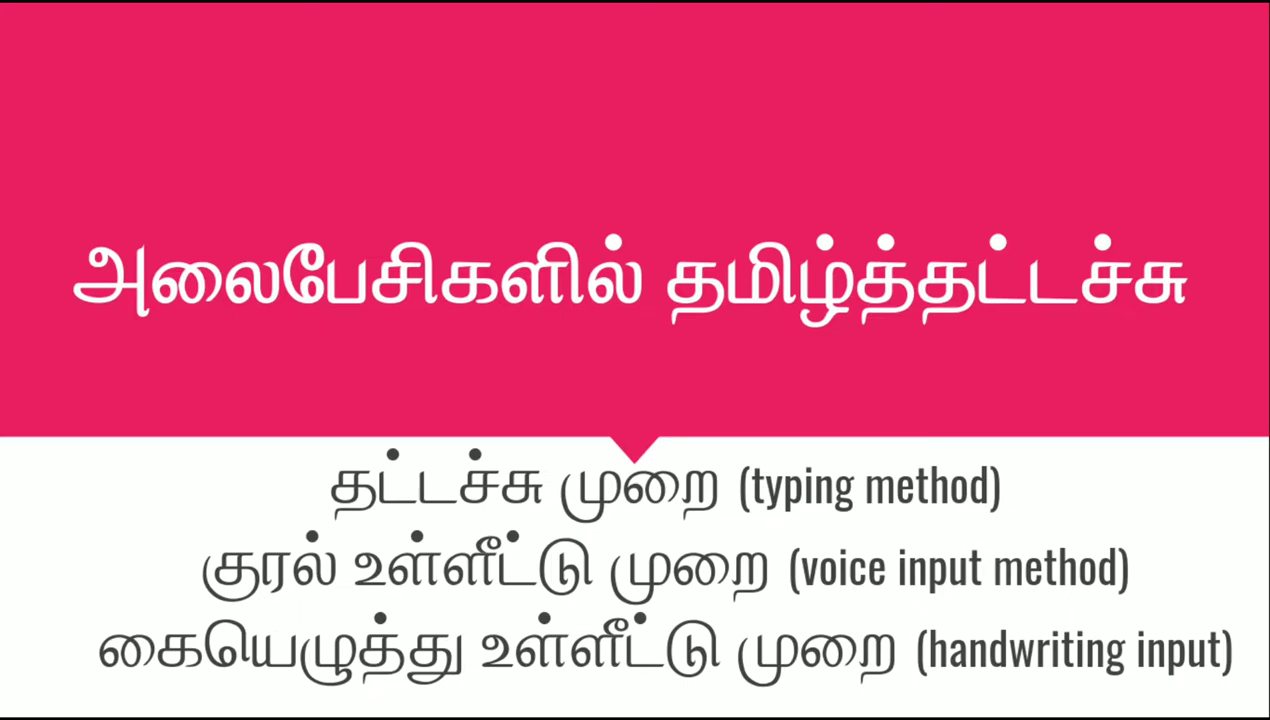 அலைபேசிகளில் தமிழ்த்தட்டச்சு
தட்டச்சு முறை (typing method)
குரல் உள்ளீட்டு முறை (voice input method)
கையெழுத்து உள்ளீட்டு முறை (handwriting input)